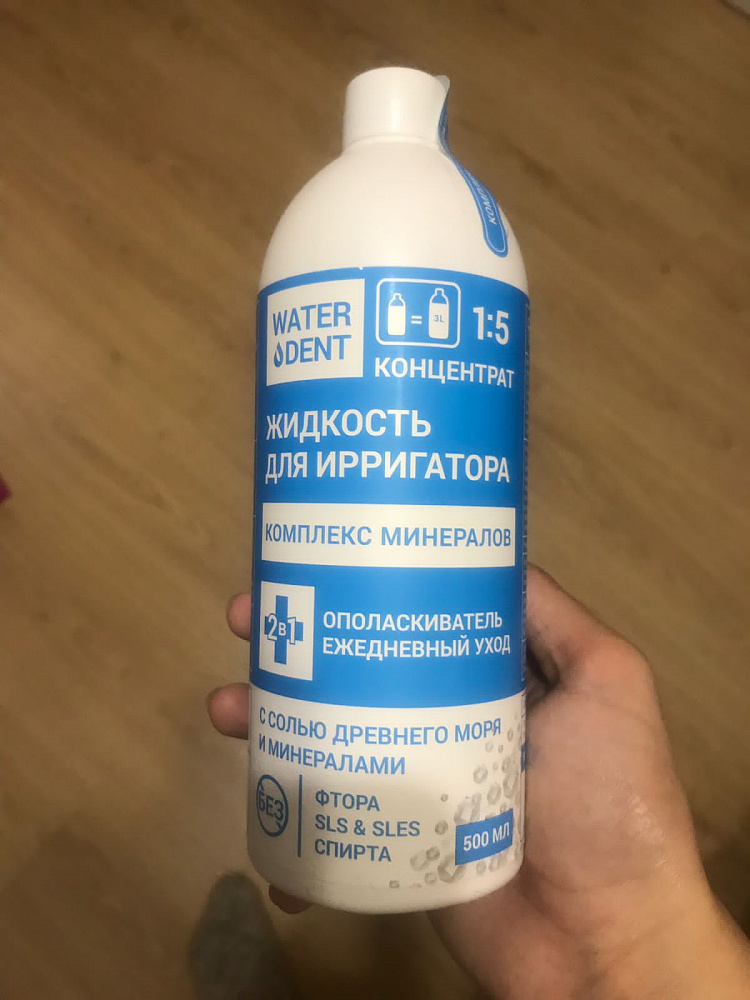 WATER
DENT
3L
1:5
КОНЦЕНТРАТ
ЖИДКОСТЬ
ДЛЯ ИРРИГАТОРА
КОМПЛЕКС МИНЕРАЛОВ
2в1
ОПОЛАСКИВАТЕЛЬ
ЕЖЕДНЕВНЫЙ УХОД
С СОЛЬЮ ДРЕВНЕГО МОРЯ
И МИНЕРАЛАМИ
БЕЗ
ФТОРА
SLS & SLES
СПИРТА
500 МЛ